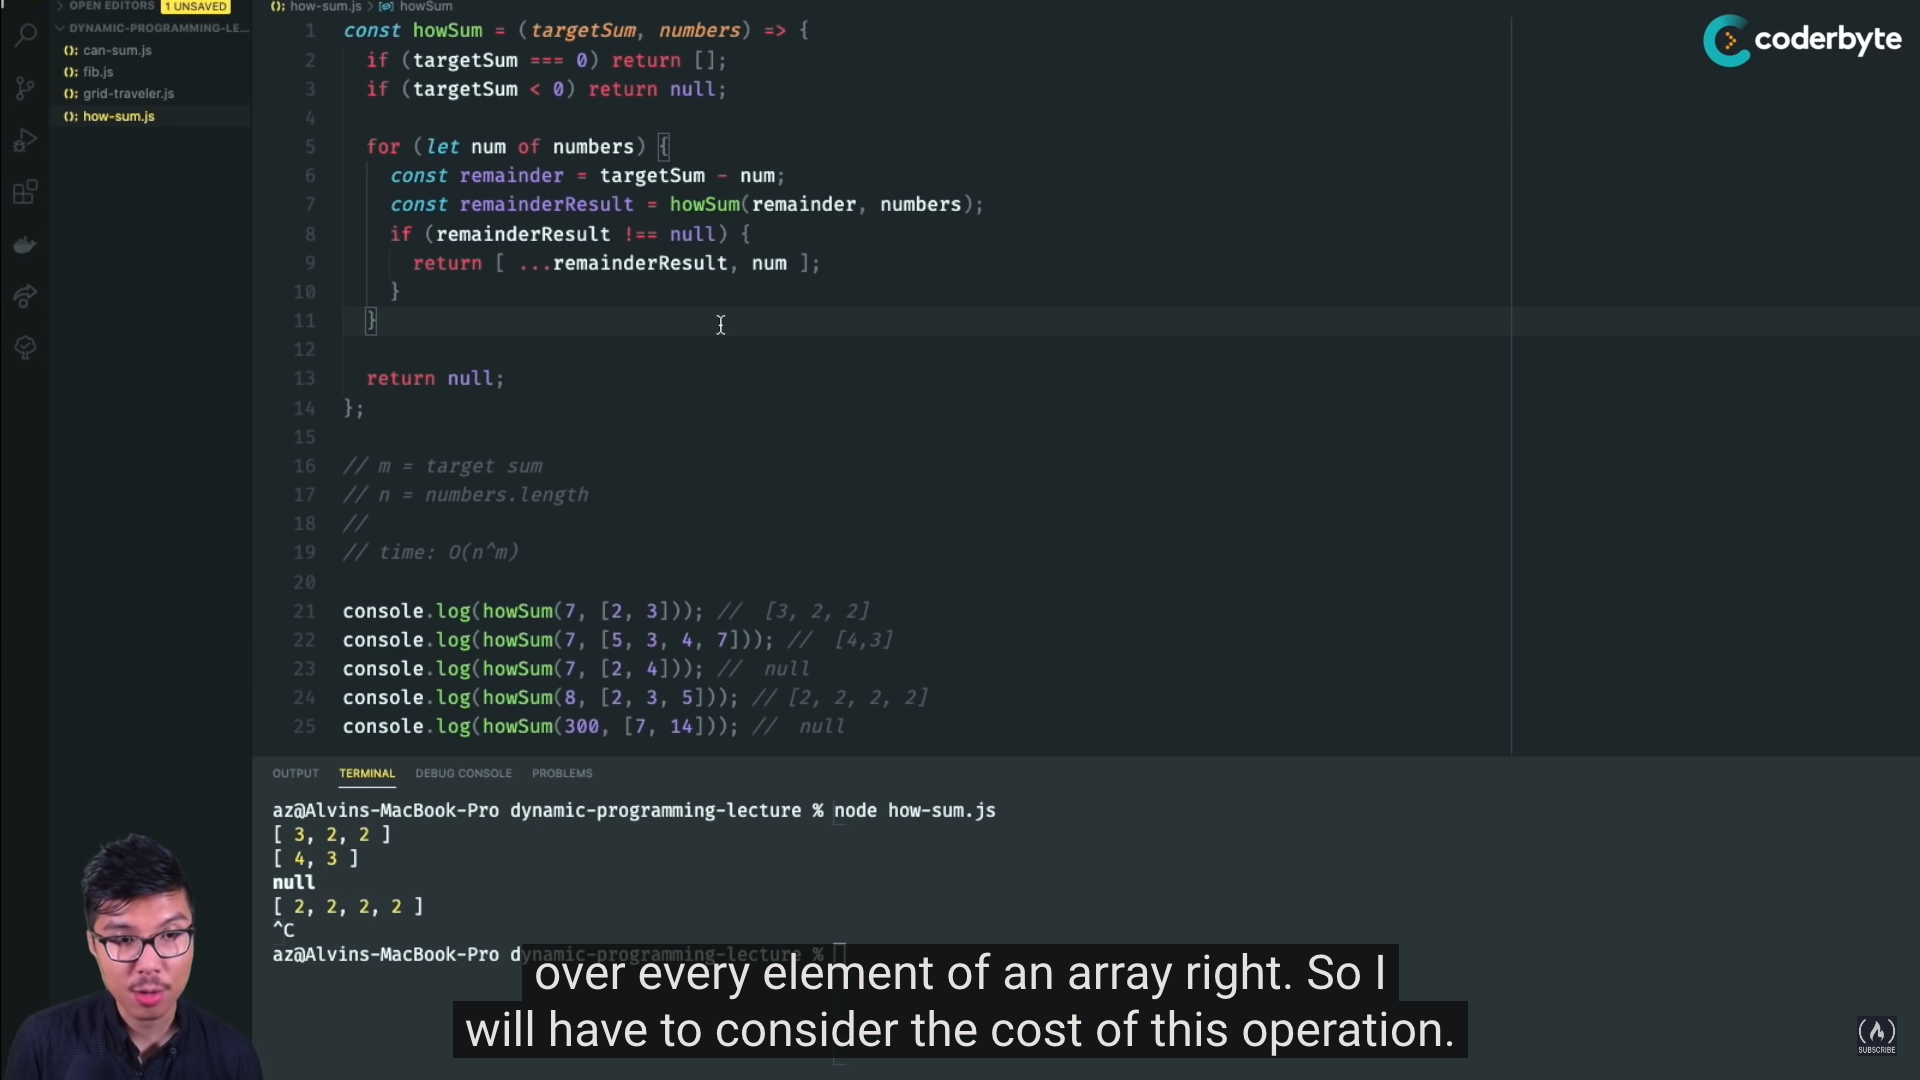 OPEN EDITORS 1 UNSAVED
DYNAMIC-PROGRAMMING-LE...
can-sum.js
fib.js
grid-traveler.js
how-sum.js
how-sum.js > howSum
coderbyte
1 const howSum = (targetSum, numbers) => {
2 if (targetSum === 0) return [];
3 if (targetSum < 0) return null;
4
5 for (let num of numbers) {
6 const remainder = targetSum - num;
7 const remainderResult = howSum(remainder, numbers);
8 if (remainderResult !== null) {
9 return [ ...remainderResult, num ];
10 }
11 }
12
13 return null;
14 };
15
16 // m = target sum
17 // n = numbers.length
18 //
19 // time: O(n^m)
20
21 console.log(howSum(7, [2, 3])); // [3, 2, 2]
22 console.log(howSum(7, [5, 3, 4, 7])); // [4,3]
23 console.log(howSum(7, [2, 4])); // null
24 console.log(howSum(8, [2, 3, 5])); // [2, 2, 2, 2]
25 console.log(howSum(300, [7, 14])); // null
OUTPUT TERMINAL DEBUG CONSOLE PROBLEMS
az@Alvins-MacBook-Pro dynamic-programming-lecture % node how-sum.js
[ 3, 2, 2 ]
[ 4, 3 ]
null
[ 2, 2, 2, 2 ]
^C
az@Alvins-MacBook-Pro dynamic-programming-lecture %
over every element of an array right. So I
will have to consider the cost of this operation.
SUBSCRIBE